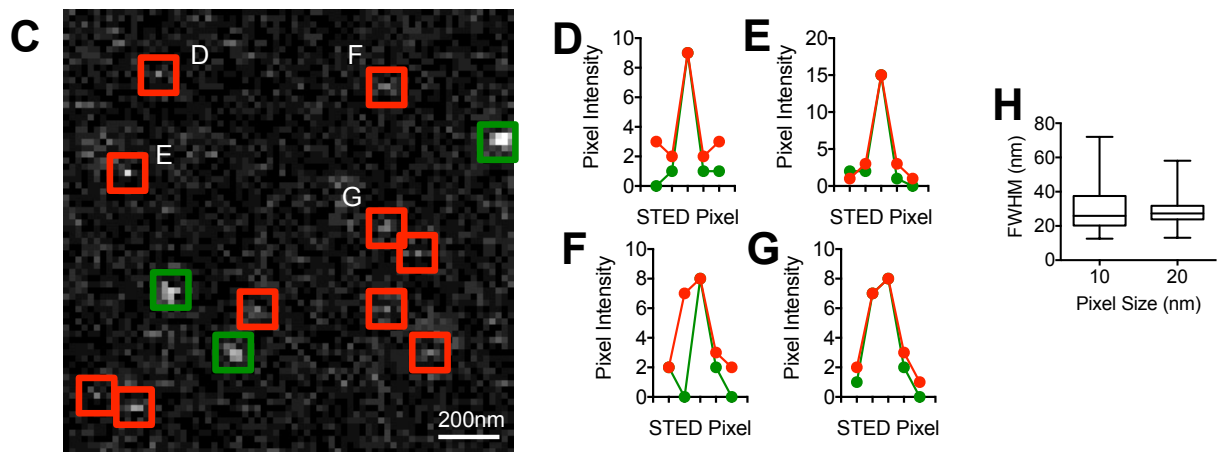 C
D
F
E
G
200nm
D
Pixel Intensity
10
8
6
4
2
0
STED Pixel
E
Pixel Intensity
20
15
10
5
0
STED Pixel
F
Pixel Intensity
10
8
6
4
2
0
STED Pixel
G
Pixel Intensity
10
8
6
4
2
0
STED Pixel
H
FWHM (nm)
80
60
40
20
0
10 20
Pixel Size (nm)